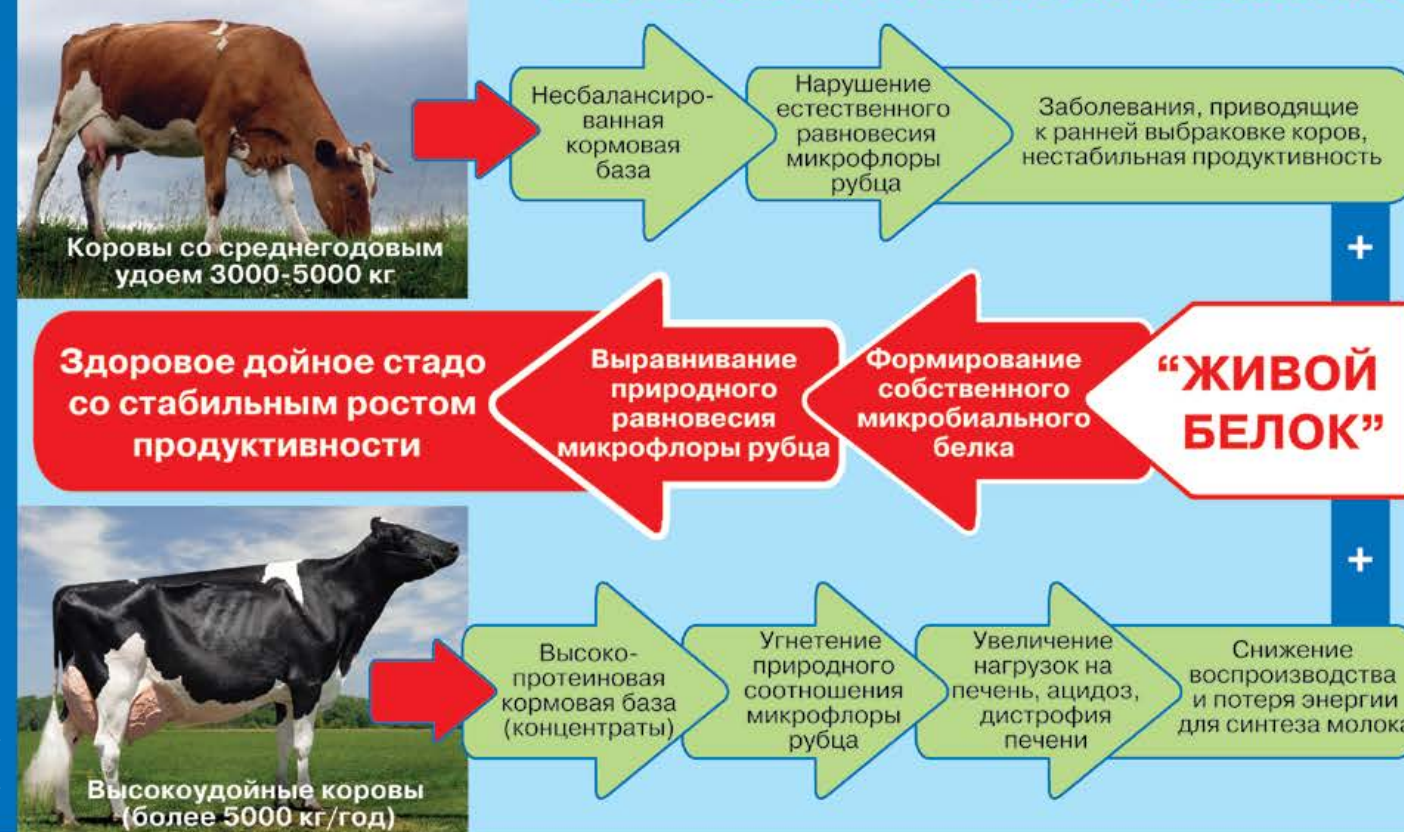 Несбалансиро-
ванная
кормовая
база
Нарушение
естественного
равновесия
микрофлоры
рубца
Заболевания, приводящие
к ранней выбраковке коров,
нестабильная продуктивность
Коровы со среднегодовым
удоем 3000-5000 кг
+
Здоровое дойное стадо
со стабильным ростом
продуктивности
Выравнивание
природного
равновесия
микрофлоры рубца
Формирование
собственного
микробиального
белка
“ЖИВОЙ
БЕЛОК”
+
Высоко-
протеиновая
кормовая база
(концентраты)
Угнетение
природного
соотношения
микрофлоры
рубца
Увеличение
нагрузок на
печень, ацидоз,
дистрофия
печени
Снижение
воспроизводства
и потеря энергии
для синтеза молока
Высокоудойные коровы
(более 5000 кг/год)